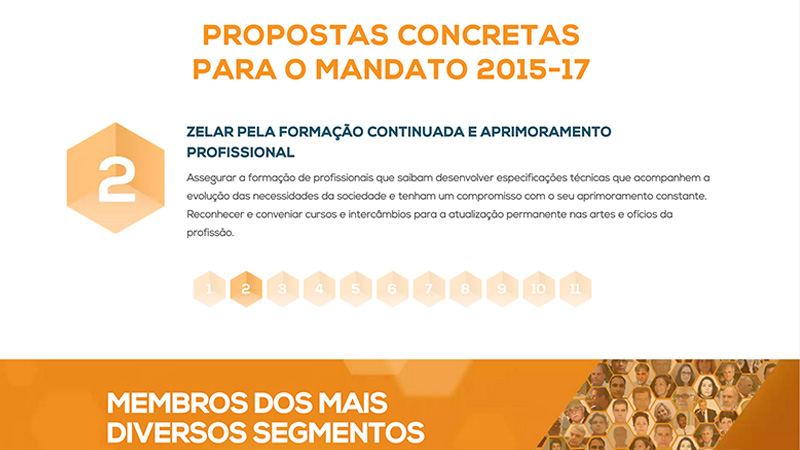 PROPOSTAS CONCRETAS
PARA O MANDATO 2015-17
2
ZELAR PELA FORMAÇÃO CONTINUADA E APRIMORAMENTO
PROFISSIONAL
Assegurar a formação de profissionais que saibam desenvolver especificações técnicas que acompanhem a
evolução das necessidades da sociedade e tenham um compromisso com o seu aprimoramento constante.
Reconhecer e conveniar cursos e intercâmbios para a atualização permanente nas artes e ofícios da
profissão.
1 2 3 4 5 6 7 8 9 10 11
MEMBROS DOS MAIS
DIVERSOS SEGMENTOS